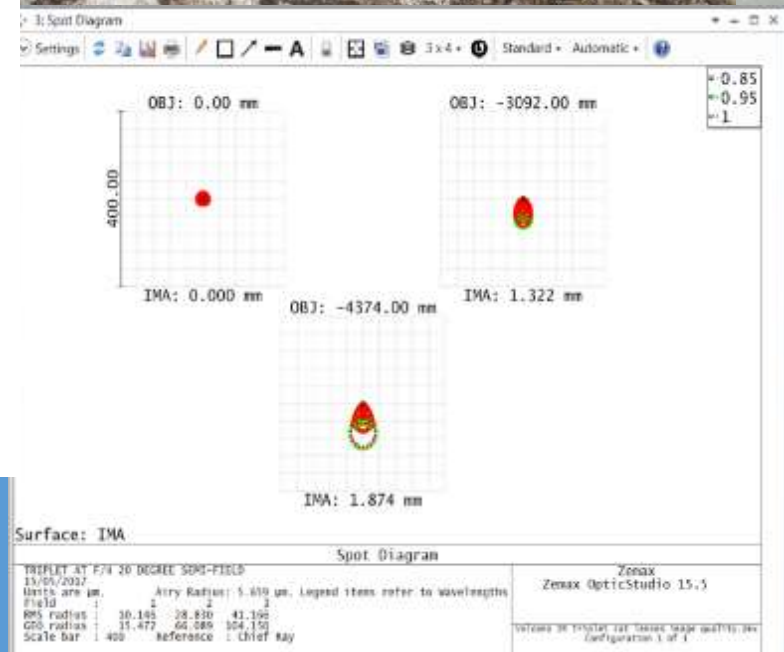 3: Spot Diagram
Settings
A
3 x 4
Standard
Automatic
0.85
0.95
1
OBJ: 0.00 mm
OBJ: -3092.00 mm
400.00
IMA: 0.000 mm
IMA: 1.322 mm
OBJ: -4374.00 mm
IMA: 1.874 mm
Surface: IMA
Spot Diagram
TRIPLET AT F/4 20 DEGREE SEMI-FIELD
15/05/2017
Units are µm. Airy Radius: 5.659 µm. Legend items refer to Wavelengths
Field : 1 2 3
RMS radius : 10.146 28.830 41.166
GEO radius : 15.477 66.089 104.150
Scale bar : 400 Reference : Chief Ray
Zemax
Zemax OpticStudio 15.5
Configuration 1 of 1